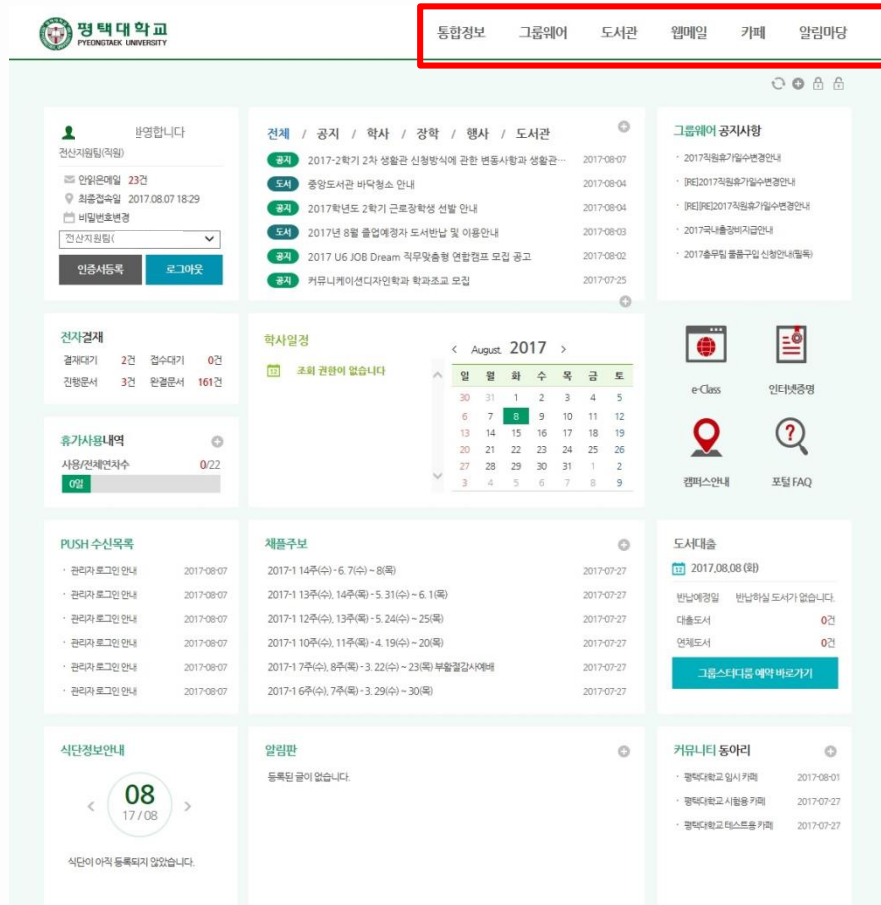 평택대학교
PYEONGTAEK UNIVERSITY
통합정보 그룹웨어 도서관 웹메일 카페 알림마당
반영합니다
전산지원팀(직원)
안읽은메일 23건
최종접속일 2017.08.07 18:29
비밀번호변경
전산지원팀(
인증서등록 로그아웃
전체 / 공지 / 학사 / 장학 / 행사 / 도서관
공지 2017-2학기 2차 생활관 신청방식에 관한 변동사항과 생활관… 2017-08-07
도서 중앙도서관 바닥청소 안내 2017-08-04
공지 2017학년도 2학기 근로장학생 선발 안내 2017-08-04
도서 2017년 8월 졸업예정자 도서반납 및 이용안내 2017-08-03
공지 2017 U6 JOB Dream 직무맞춤형 연합캠프 모집 공고 2017-08-02
공지 커뮤니케이션디자인학과 학과조교 모집 2017-07-25
그룹웨어 공지사항
· 2017직원휴가일수변경안내
· [RE]2017직원휴가일수변경안내
· [RE][RE]2017직원휴가일수변경안내
· 2017국내출장비지급안내
· 2017총무팀 물품구입 신청안내(필독)
전자결재
결재대기 2건 접수대기 0건
진행문서 3건 완결문서 161건
휴가사용내역
사용/전체연차수 0/22
0일
학사일정
12 조회 권한이 없습니다
< August. 2017 >
일 월 화 수 목 금 토
30 31 1 2 3 4 5
6 7 8 9 10 11 12
13 14 15 16 17 18 19
20 21 22 23 24 25 26
27 28 29 30 31 1 2
3 4 5 6 7 8 9
e-Class 인터넷증명
캠퍼스안내 포털 FAQ
PUSH 수신목록
· 관리자 로그인 안내 2017-08-07
· 관리자 로그인 안내 2017-08-07
· 관리자 로그인 안내 2017-08-07
· 관리자 로그인 안내 2017-08-07
· 관리자 로그인 안내 2017-08-07
· 관리자 로그인 안내 2017-08-07
채플주보
2017-1 14주(수) - 6. 7(수) ~ 8(목) 2017-07-27
2017-1 13주(수), 14주(목) - 5. 31(수) ~ 6. 1(목) 2017-07-27
2017-1 12주(수), 13주(목) - 5. 24(수) ~ 25(목) 2017-07-27
2017-1 10주(수), 11주(목) - 4. 19(수) ~ 20(목) 2017-07-27
2017-1 7주(수), 8주(목) - 3. 22(수) ~ 23(목) 부활절감사예배 2017-07-27
2017-1 6주(수), 7주(목) - 3. 29(수) ~ 30(목) 2017-07-27
도서대출
12 2017,08,08 (화)
반납예정일 반납하실 도서가 없습니다.
대출도서 0건
연체도서 0건
그룹스터디룸 예약 바로가기
식단정보안내
< 08 >
17 / 08
식단이 아직 등록되지 않았습니다.
알림판
등록된 글이 없습니다.
커뮤니티 동아리
· 평택대학교 임시 카페 2017-08-01
· 평택대학교 시험용 카페 2017-07-27
· 평택대학교 테스트용 카페 2017-07-27